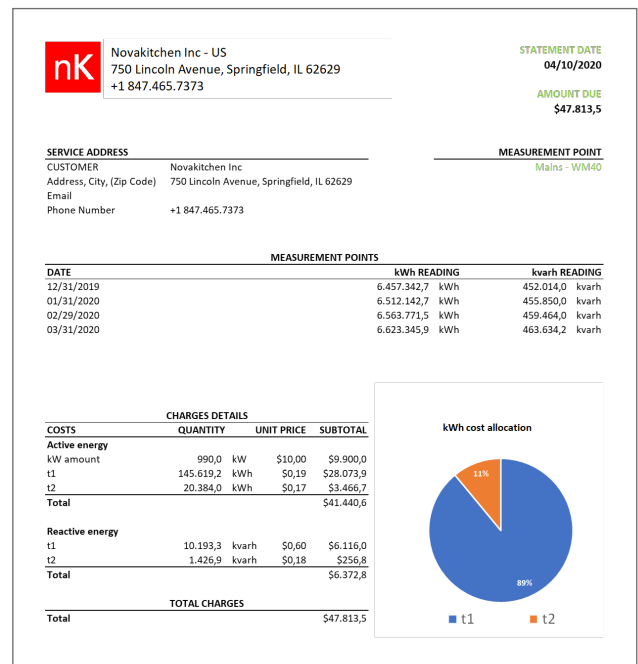 nK
Novakitchen Inc - US
750 Lincoln Avenue, Springfield, IL 62629
+1 847.465.7373
STATEMENT DATE
04/10/2020
AMOUNT DUE
$47.813,5
SERVICE ADDRESS
CUSTOMER Novakitchen Inc
Address, City, (Zip Code) 750 Lincoln Avenue, Springfield, IL 62629
Email
Phone Number +1 847.465.7373
MEASUREMENT POINT
Mains - WM40
MEASUREMENT POINTS
DATE kWh READING kvarh READING
12/31/2019 6.457.342,7 kWh 452.014,0 kvarh
01/31/2020 6.512.142,7 kWh 455.850,0 kvarh
02/29/2020 6.563.771,5 kWh 459.464,0 kvarh
03/31/2020 6.623.345,9 kWh 463.634,2 kvarh
CHARGES DETAILS
COSTS QUANTITY UNIT PRICE SUBTOTAL
Active energy
kW amount 990,0 kW $10,00 $9.900,0
t1 145.619,2 kWh $0,19 $28.073,9
t2 20.384,0 kWh $0,17 $3.466,7
Total $41.440,6
Reactive energy
t1 10.193,3 kvarh $0,60 $6.116,0
t2 1.426,9 kvarh $0,18 $256,8
Total $6.372,8
TOTAL CHARGES
Total $47.813,5
kWh cost allocation
11%
89%
t1 t2